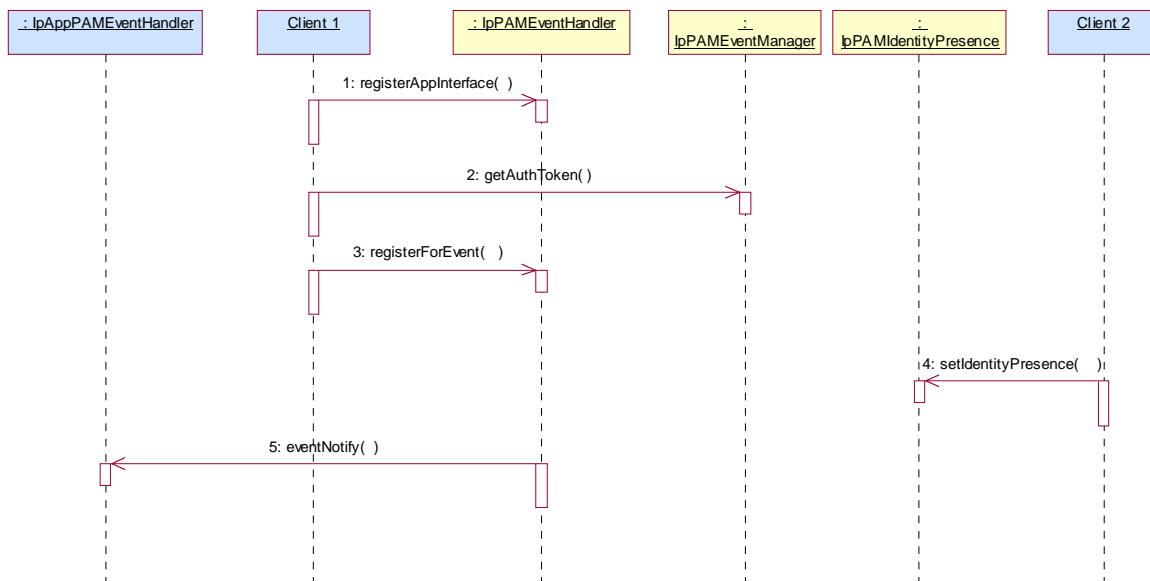 : IpAppPAMEventHandler
Client 1
: IpPAMEventHandler
:
IpPAMEventManager
:
IpPAMIdentityPresence
Client 2
1: registerAppInterface( )
2: getAuthToken( )
3: registerForEvent( )
4: setIdentityPresence( )
5: eventNotify( )